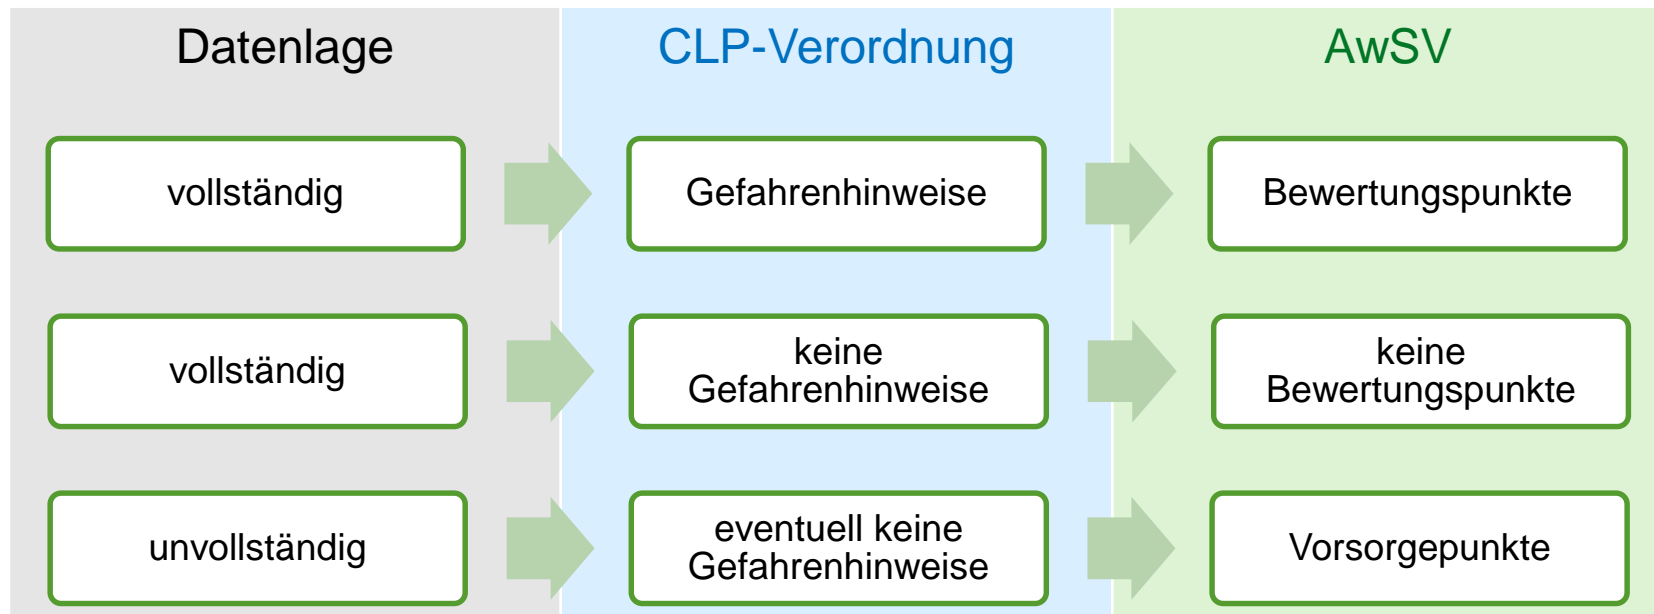 Datenlage
CLP-Verordnung
AwSV
vollständig
Gefahrenhinweise
Bewertungspunkte
vollständig
keine
Gefahrenhinweise
keine
Bewertungspunkte
unvollständig
eventuell keine
Gefahrenhinweise
Vorsorgepunkte